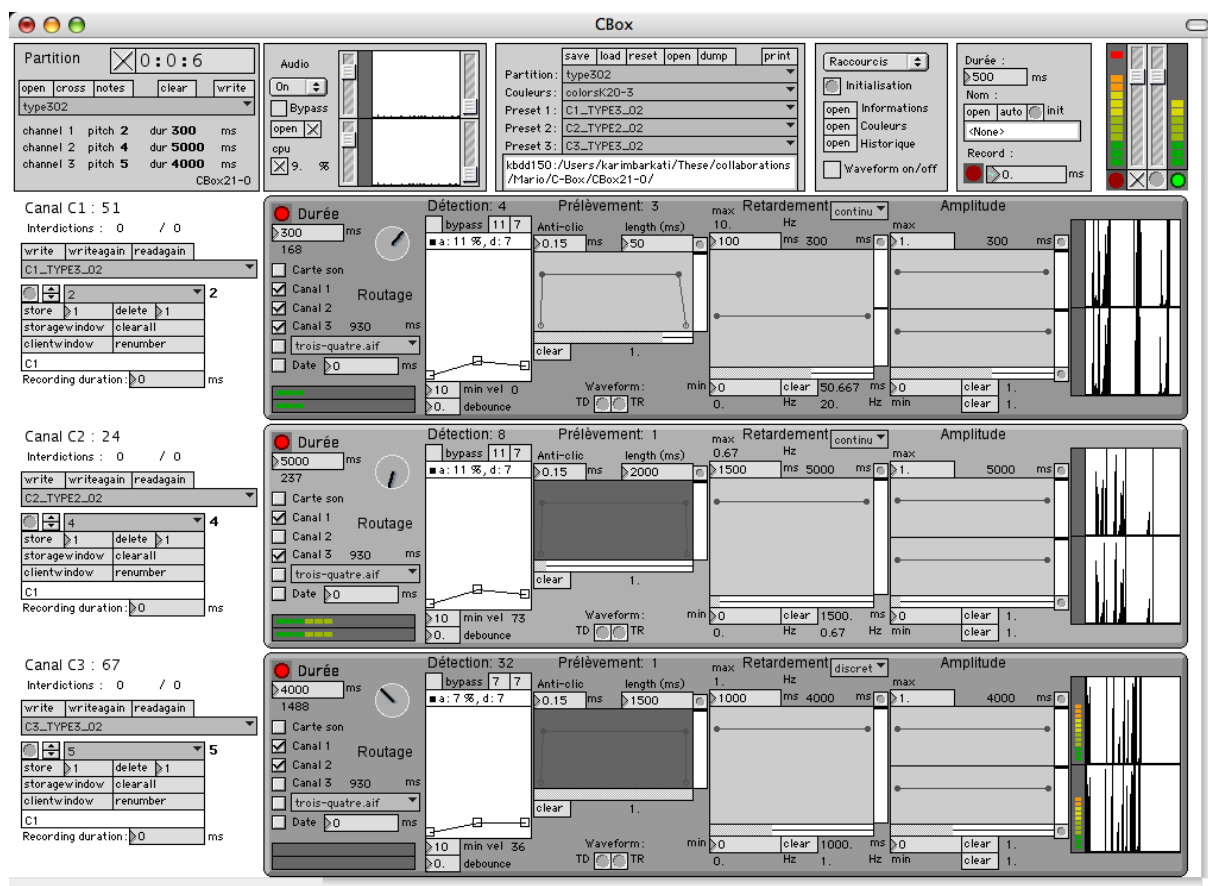 CBox
Partition
0:0:6
open cross notes clear write
type302
channel 1 pitch 2 dur 300 ms
channel 2 pitch 4 dur 5000 ms
channel 3 pitch 5 dur 4000 ms
CBox21-0
Audio
On
Bypass
open
cpu
9. %
save load reset open dump print
Partition: type302
Couleurs: colorsK20-3
Preset 1: C1_TYPE3_02
Preset 2: C2_TYPE2_02
Preset 3: C3_TYPE3_02
kbdd150:/Users/karimbarkati/These/collaborations
/Mario/C-Box/CBox21-0/
Raccourcis
Initialisation
open Informations
open Couleurs
open Historique
Waveform on/off
Durée :
500 ms
Nom :
open auto init
<None>
Record :
0. ms
Canal C1 : 51
Interdictions : 0 / 0
write writeagain readagain
C1_TYPE3_02
2 2
store 1 delete 1
storagewindow clearall
clientwindow renumber
C1
Recording duration: 0 ms
Durée
300 ms
168
Carte son
Canal 1
Routage
Canal 2
Canal 3 930 ms
trois-quatre.aif
Date 0 ms
Détection: 4
bypass 11 7
a: 11 %, d: 7
10 min vel 0
0. debounce
Prélèvement: 3
Anti-clic length (ms)
0.15 ms 50
clear 1.
Waveform:
TD TR
Retardement continu
max 10. Hz
100 ms 300 ms
min 0 clear 50.667 ms
0. Hz 20. Hz
Amplitude
max
1. 300 ms
0 clear 1.
min clear 1.
Canal C2 : 24
Interdictions : 0 / 0
write writeagain readagain
C2_TYPE2_02
4 4
store 1 delete 1
storagewindow clearall
clientwindow renumber
C1
Recording duration: 0 ms
Durée
5000 ms
237
Carte son
Canal 1
Routage
Canal 2
Canal 3 930 ms
trois-quatre.aif
Date 0 ms
Détection: 8
bypass 11 7
a: 11 %, d: 7
10 min vel 73
0. debounce
Prélèvement: 1
Anti-clic length (ms)
0.15 ms 2000
clear 1.
Waveform:
TD TR
Retardement continu
max 0.67 Hz
1500 ms 5000 ms
min 0 clear 1500. ms
0. Hz 0.67 Hz
Amplitude
max
1. 5000 ms
0 clear 1.
min clear 1.
Canal C3 : 67
Interdictions : 0 / 0
write writeagain readagain
C3_TYPE3_02
5 5
store 1 delete 1
storagewindow clearall
clientwindow renumber
C1
Recording duration: 0 ms
Durée
4000 ms
1488
Carte son
Canal 1
Routage
Canal 2
Canal 3 930 ms
trois-quatre.aif
Date 0 ms
Détection: 32
bypass 7 7
a: 7 %, d: 7
10 min vel 36
0. debounce
Prélèvement: 1
Anti-clic length (ms)
0.15 ms 1500
clear 1.
Waveform:
TD TR
Retardement discret
max 1. Hz
1000 ms 4000 ms
min 0 clear 1000. ms
0. Hz 1. Hz
Amplitude
max
1. 4000 ms
0 clear 1.
min clear 1.